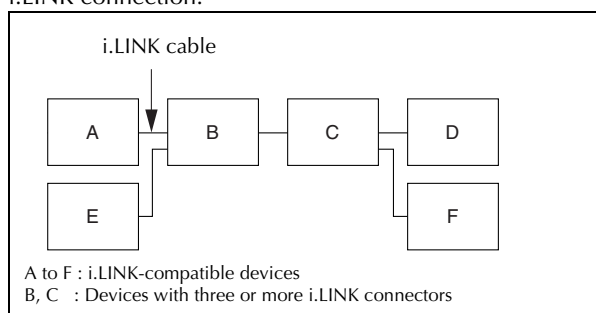 i.LINK connection.
i.LINK cable
A
B
C
D
E
F
A to F : i.LINK-compatible devices
B, C : Devices with three or more i.LINK connectors